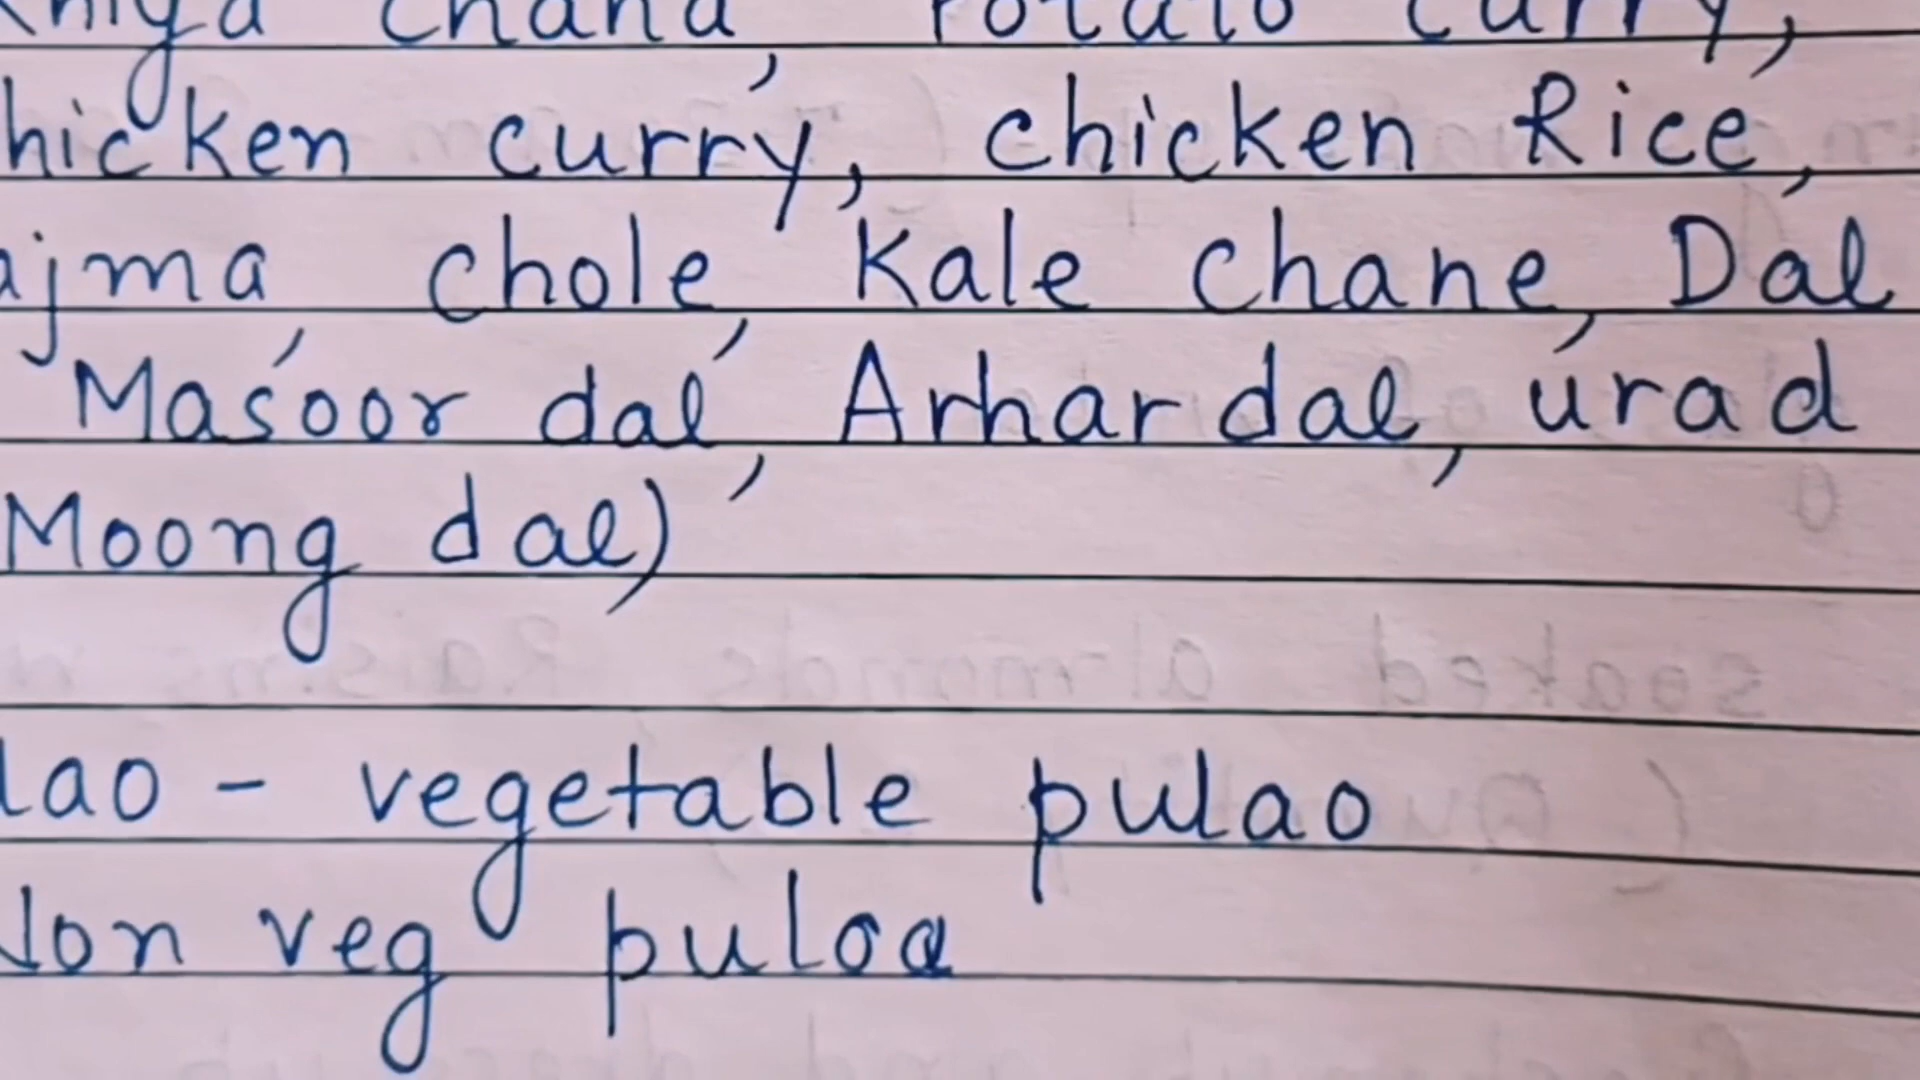 chana, Potato curry,
hicken curry, chicken Rice,
ajma, chole, Kale chane, Dal
Masoor dal, Arhar dal, urad
Moong dal)
lao - vegetable pulao
Non veg puloa